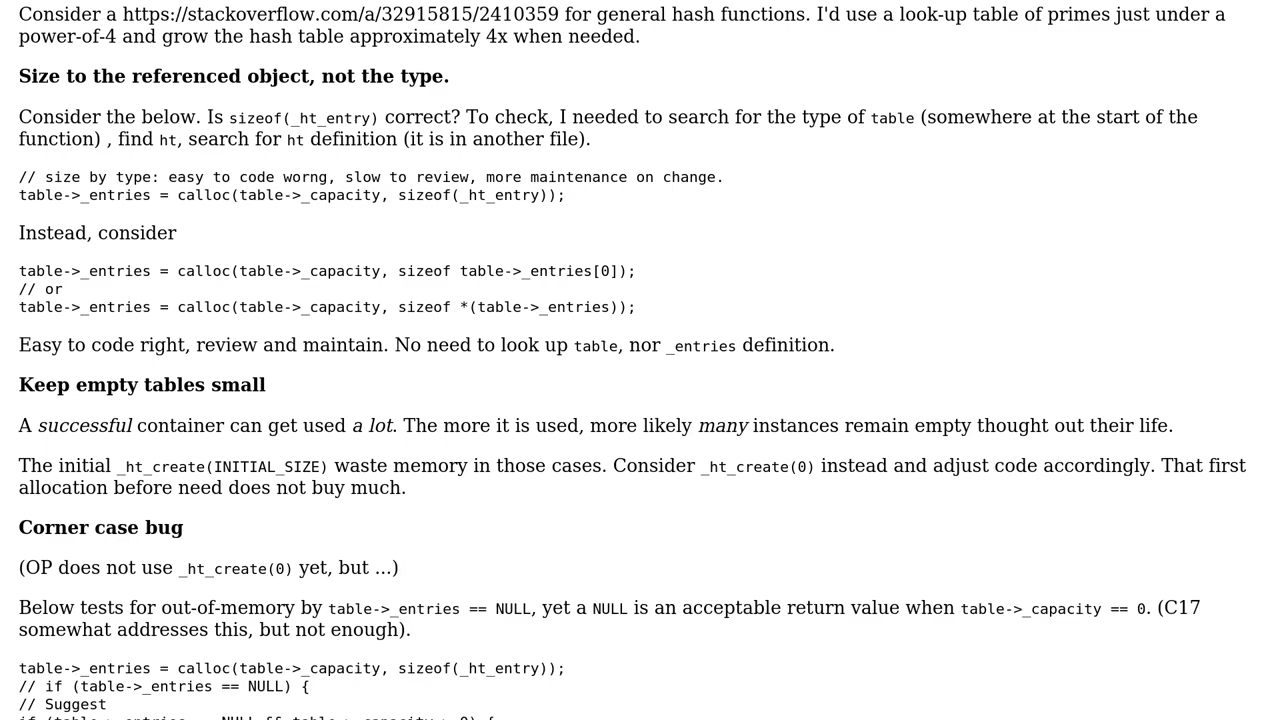 Consider a https://stackoverflow.com/a/32915815/2410359 for general hash functions. I'd use a look-up table of primes just under a
power-of-4 and grow the hash table approximately 4x when needed.
Size to the referenced object, not the type.
Consider the below. Is sizeof(_ht_entry) correct? To check, I needed to search for the type of table (somewhere at the start of the
function) , find ht, search for ht definition (it is in another file).
// size by type: easy to code worng, slow to review, more maintenance on change.
table->_entries = calloc(table->_capacity, sizeof(_ht_entry));
Instead, consider
table->_entries = calloc(table->_capacity, sizeof table->_entries[0]);
// or
table->_entries = calloc(table->_capacity, sizeof *(table->_entries));
Easy to code right, review and maintain. No need to look up table, nor _entries definition.
Keep empty tables small
A successful container can get used a lot. The more it is used, more likely many instances remain empty thought out their life.
The initial _ht_create(INITIAL_SIZE) waste memory in those cases. Consider _ht_create(0) instead and adjust code accordingly. That first
allocation before need does not buy much.
Corner case bug
(OP does not use _ht_create(0) yet, but ...)
Below tests for out-of-memory by table->_entries == NULL, yet a NULL is an acceptable return value when table->_capacity == 0. (C17
somewhat addresses this, but not enough).
table->_entries = calloc(table->_capacity, sizeof(_ht_entry));
// if (table->_entries == NULL) {
// Suggest
if (table->_entries == NULL && table->_capacity > 0) {